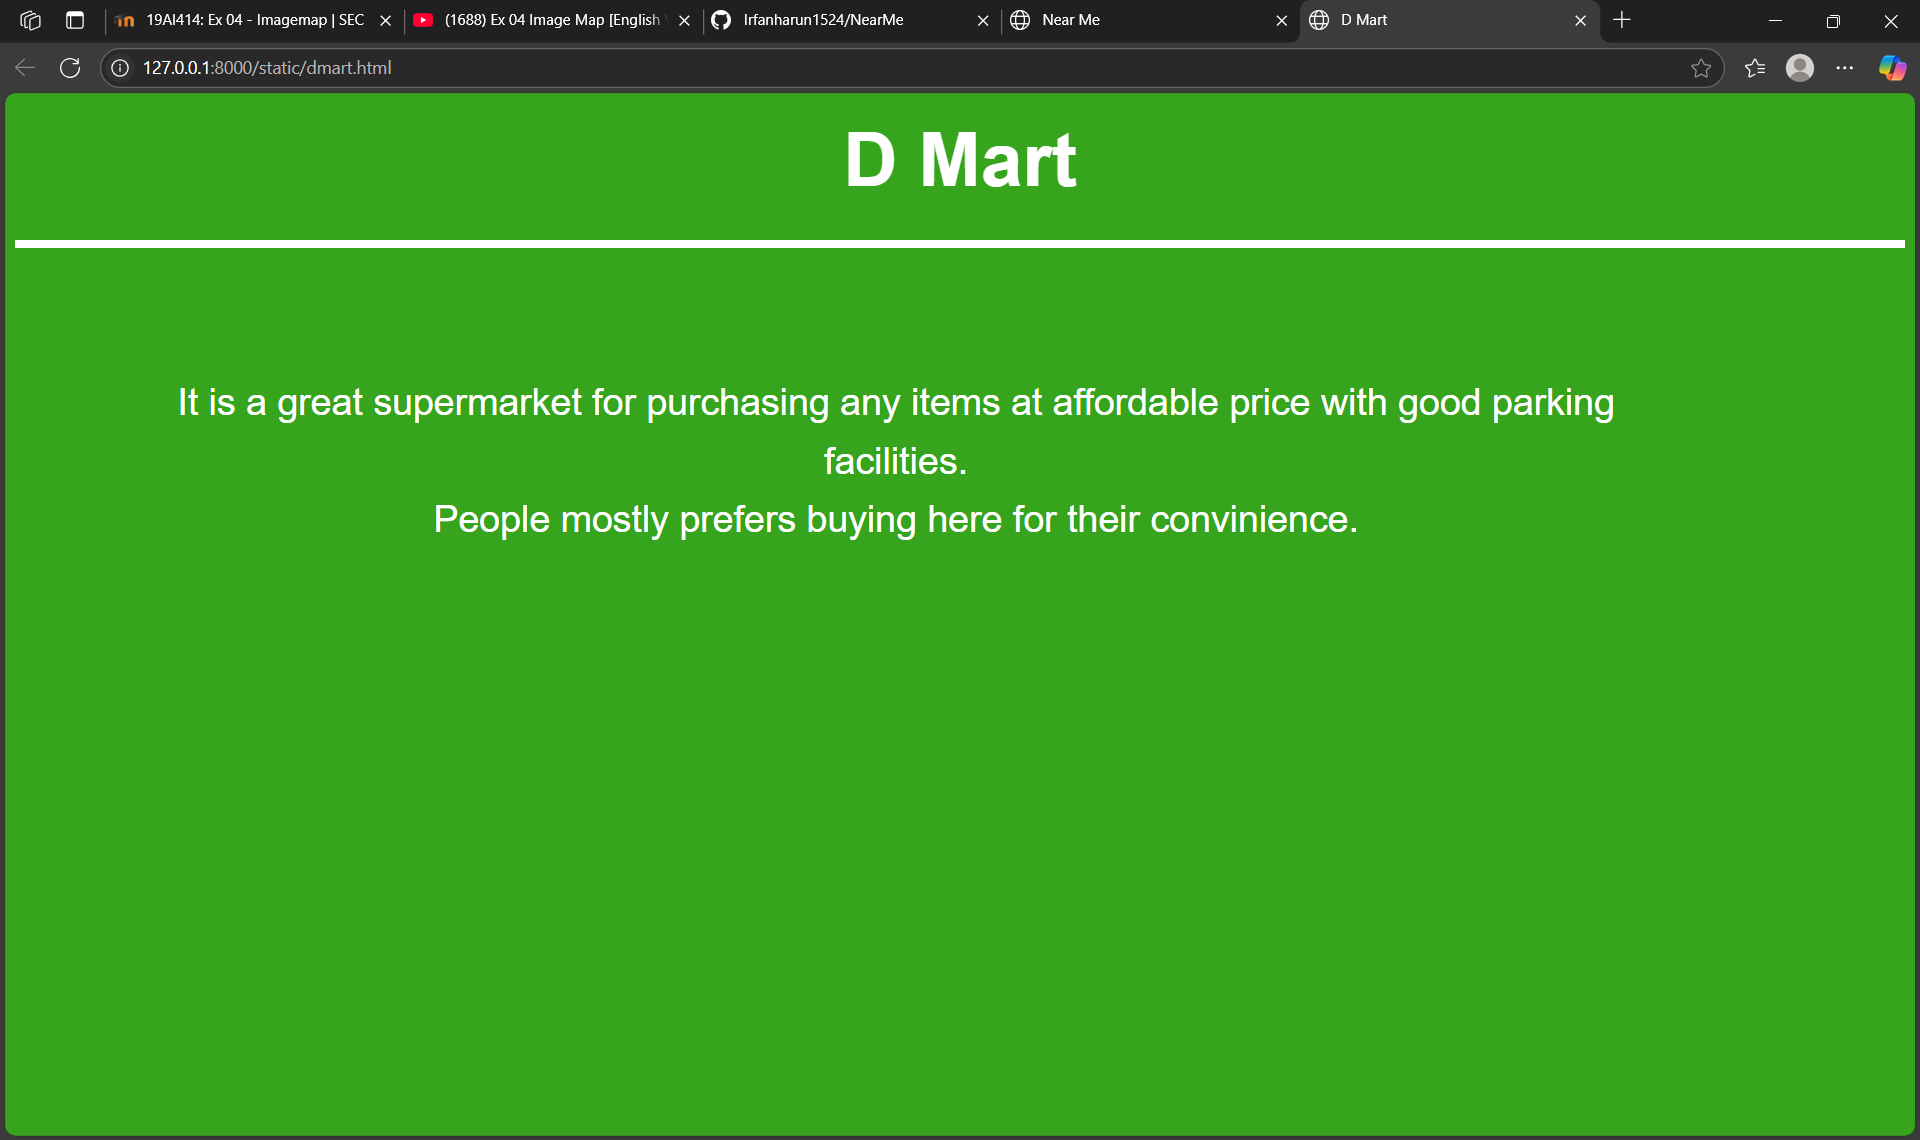 19AI414: Ex 04 - Imagemap | SEC
(1688) Ex 04 Image Map [English
Irfanharun1524/NearMe
Near Me
D Mart
127.0.0.1:8000/static/dmart.html
D Mart
It is a great supermarket for purchasing any items at affordable price with good parking
facilities.
People mostly prefers buying here for their convinience.